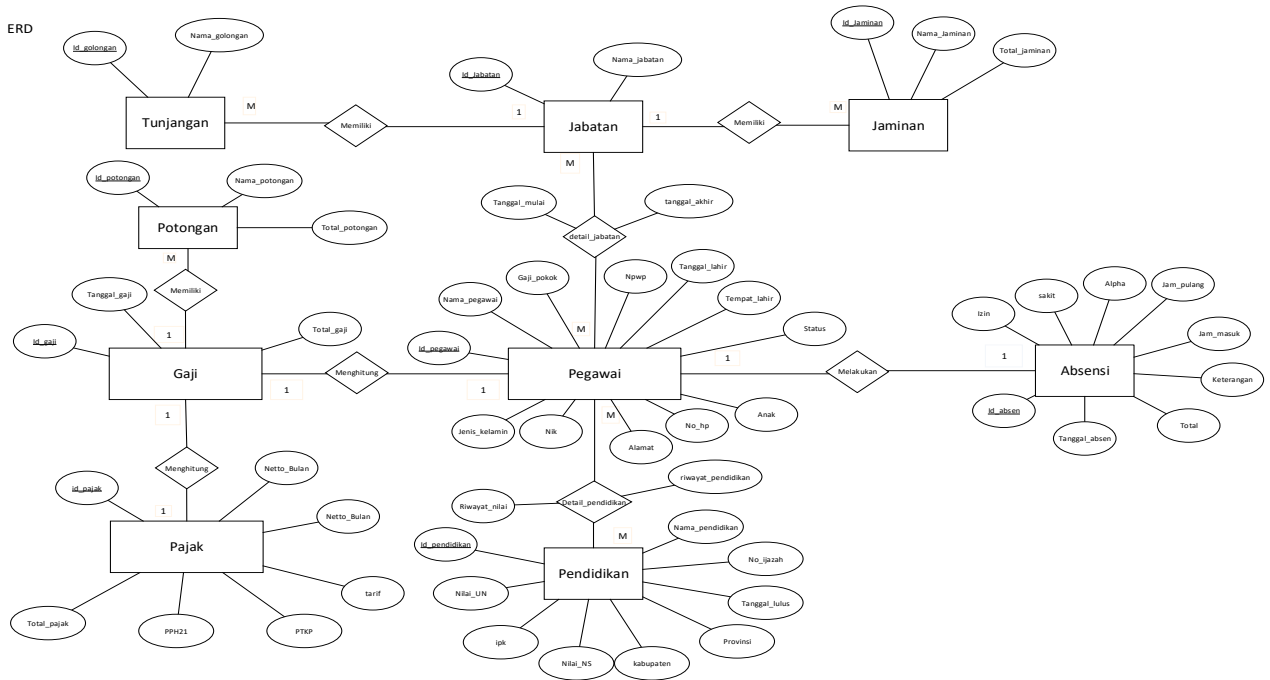 ERD
Id_golongan
Nama_golongan
Tunjangan
M
Memiliki
1
Id_Jabatan
Nama_jabatan
Jabatan
1
Memiliki
M
Id_Jaminan
Nama_Jaminan
Total_jaminan
Jaminan
M
Tanggal_mulai
tanggal_akhir
detail_jabatan
M
Id_potongan
Nama_potongan
Total_potongan
Potongan
M
Memiliki
1
Tanggal_gaji
Id_gaji
Total_gaji
Gaji
1
Menghitung
1
1
Menghitung
1
id_pajak
Netto_Bulan
Netto_Bulan
Pajak
tarif
Total_pajak
PPH21
PTKP
Id_pegawai
Nama_pegawai
Gaji_pokok
Npwp
Tanggal_lahir
Tempat_lahir
Status
Pegawai
Jenis_kelamin
Nik
Alamat
No_hp
Anak
1
Melakukan
1
Izin
sakit
Alpha
Jam_pulang
Jam_masuk
Keterangan
Absensi
Id_absen
Tanggal_absen
Total
M
Detail_pendidikan
Riwayat_nilai
riwayat_pendidikan
M
Id_pendidikan
Nama_pendidikan
No_ijazah
Pendidikan
Nilai_UN
Tanggal_lulus
ipk
Nilai_NS
kabupaten
Provinsi